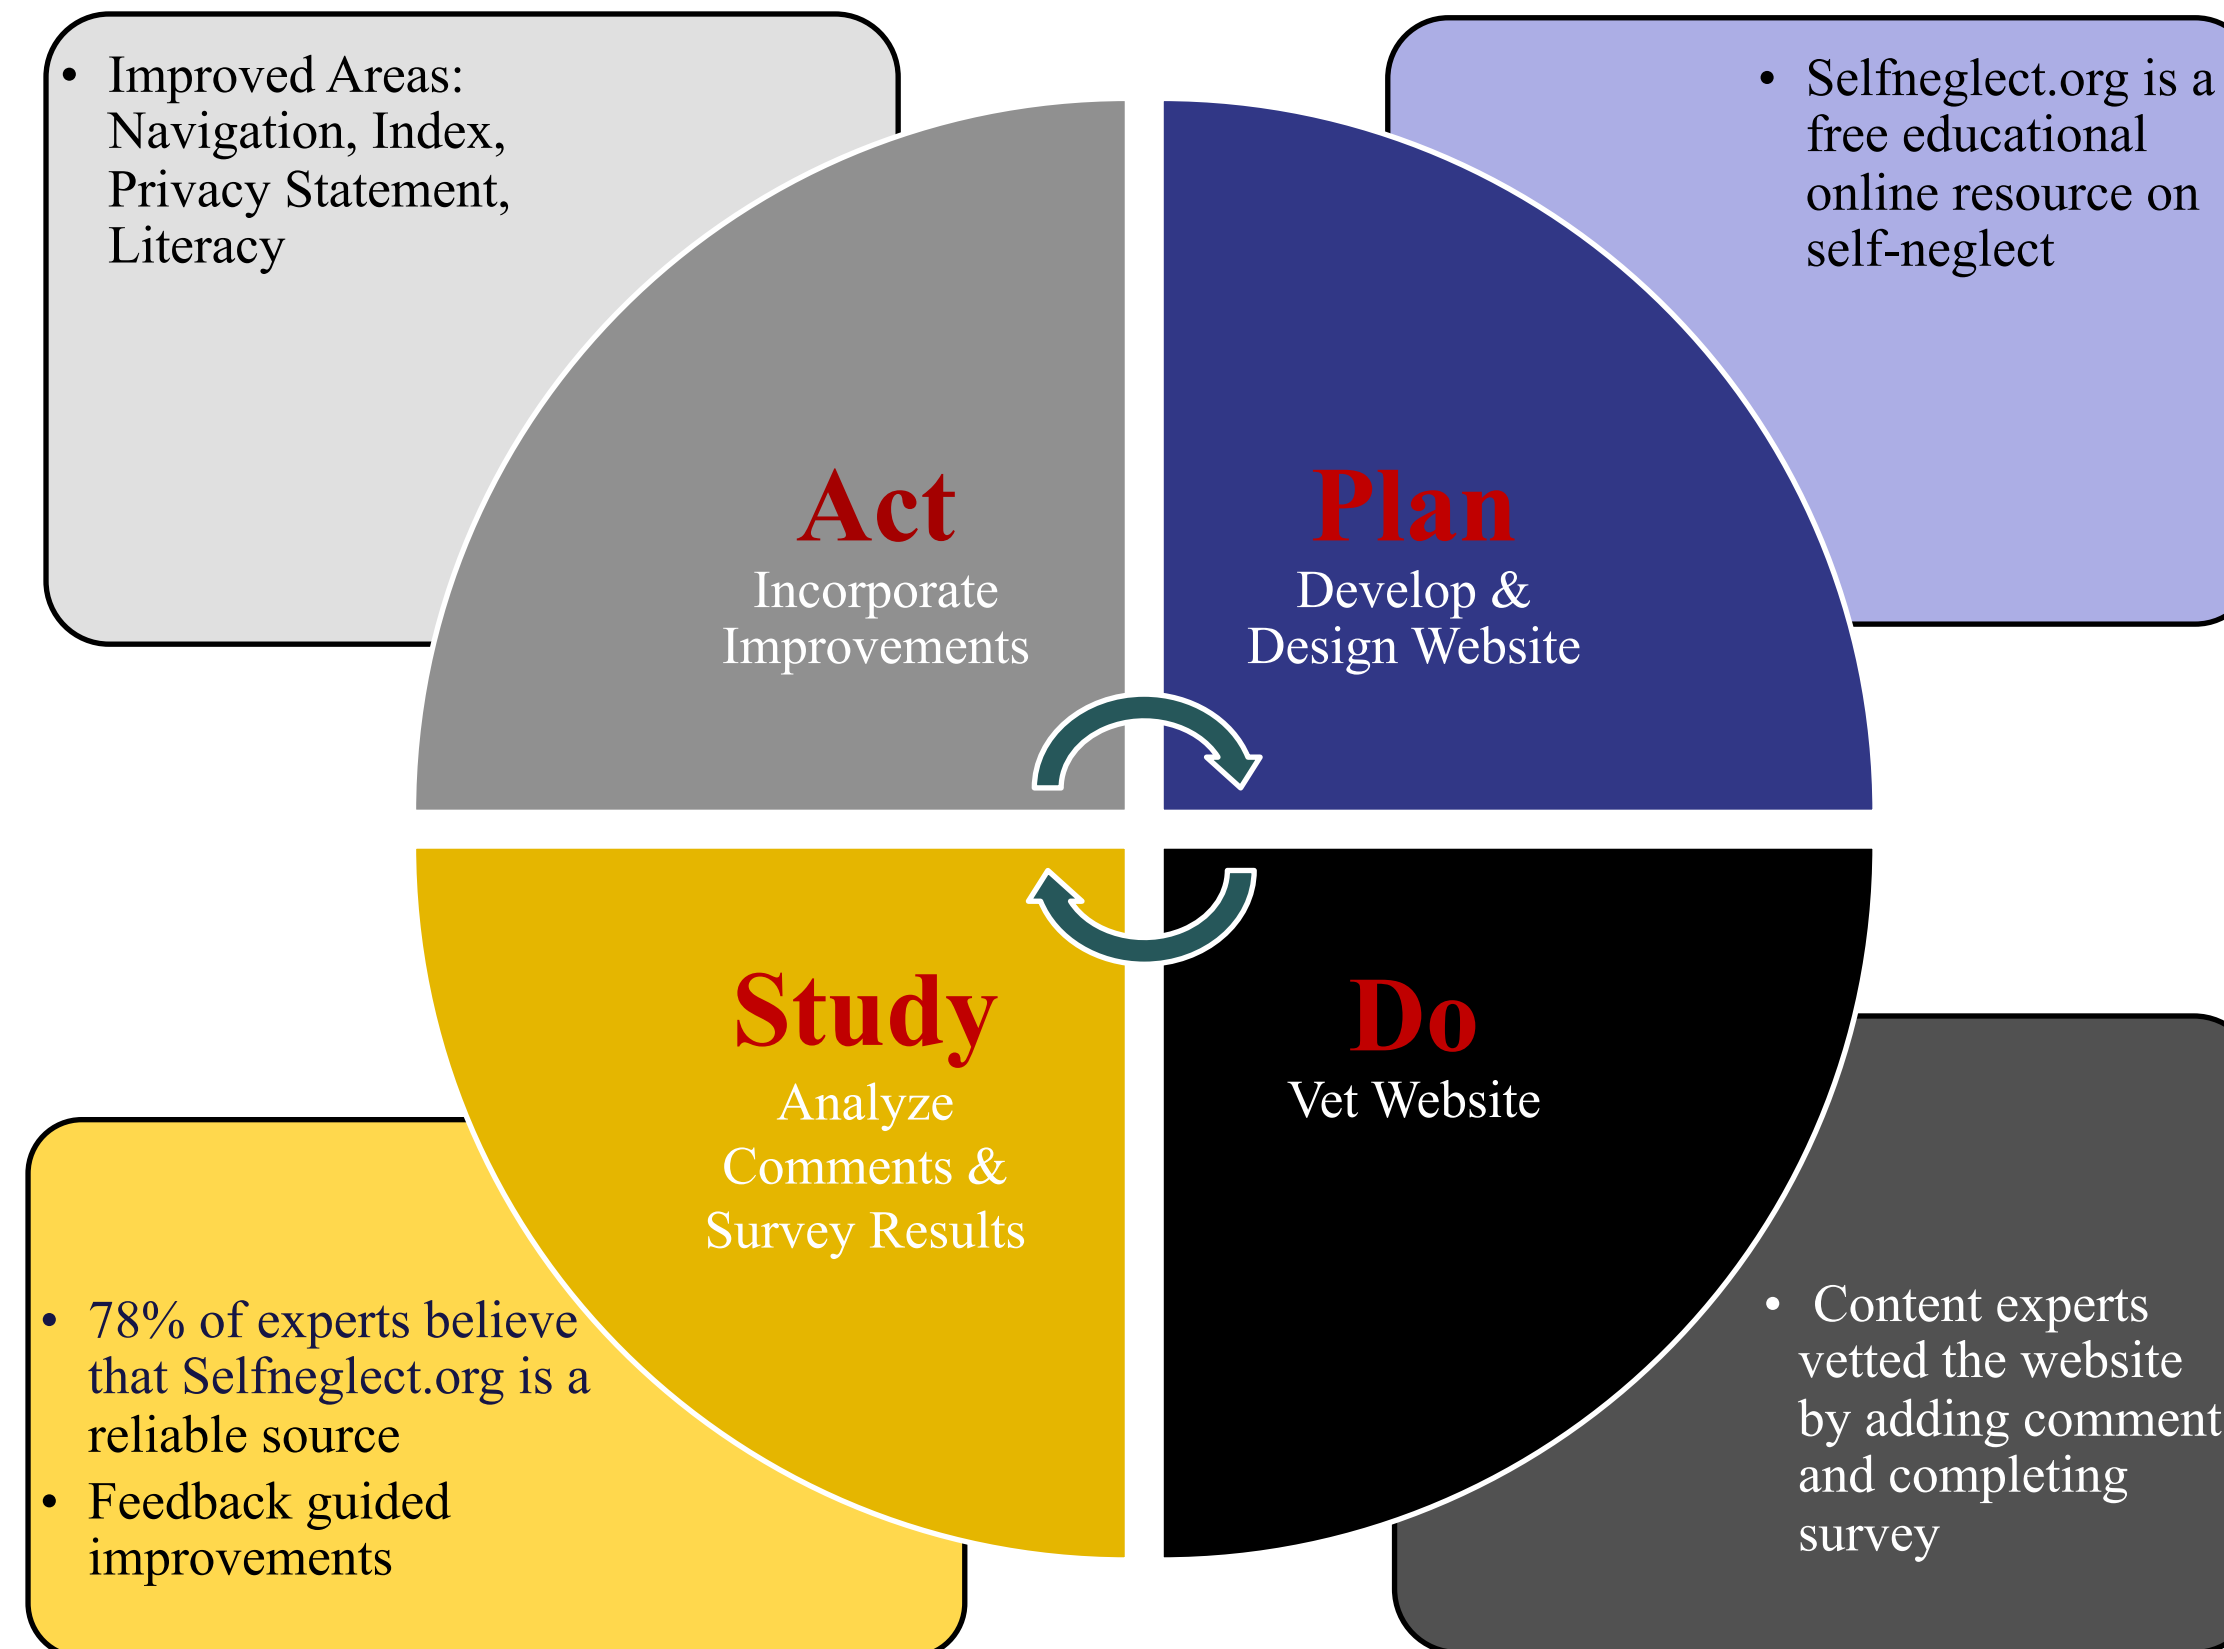 • Improved Areas:
Navigation, Index,
Privacy Statement,
Literacy
• Selfneglect.org is a
free educational
online resource on
self-neglect
Act
Incorporate
Improvements
Plan
Develop &
Design Website
Study
Analyze
Comments &
Survey Results
Do
Vet Website
• 78% of experts believe
that Selfneglect.org is a
reliable source
• Feedback guided
improvements
• Content experts
vetted the website
by adding comment
and completing
survey